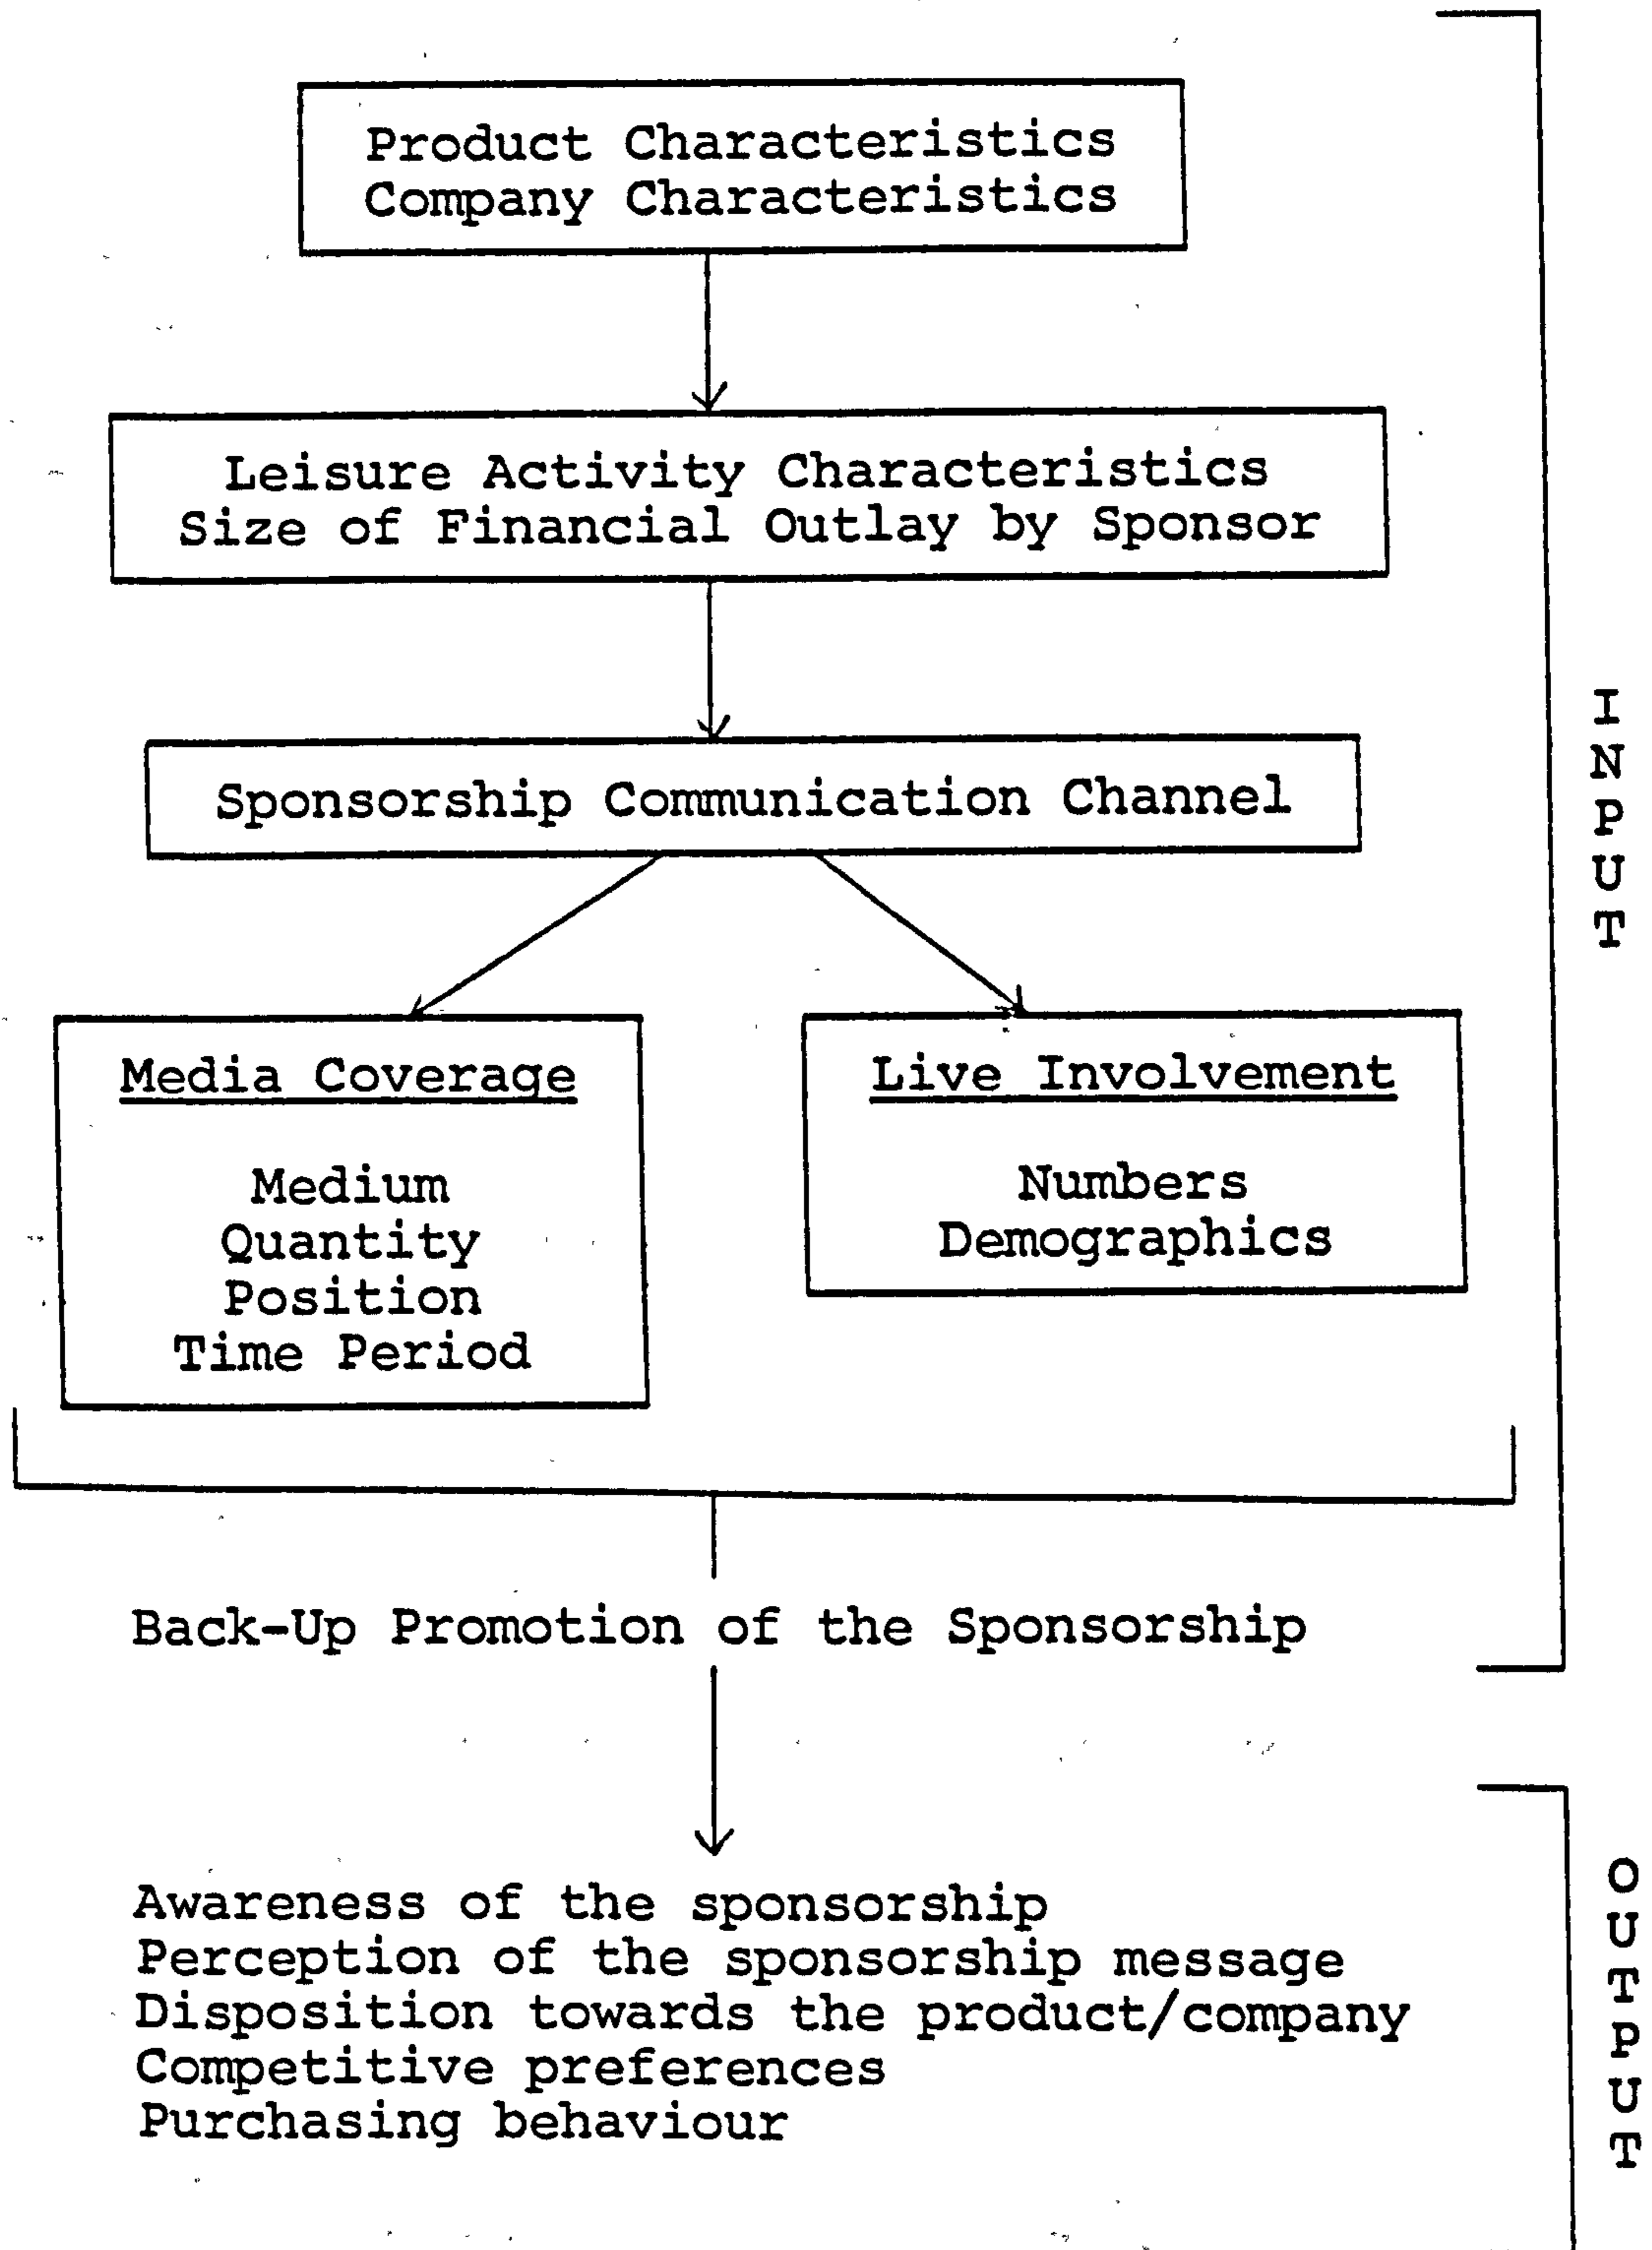 Product Characteristics
Company Characteristics
Leisure Activity Characteristics
Size of Financial Outlay by Sponsor
Sponsorship Communication Channel
Media Coverage
Medium
Quantity
Position
Time Period
Live Involvement
Numbers
Demographics
Back-Up Promotion of the Sponsorship
INPUT
Awareness of the sponsorship
Perception of the sponsorship message
Disposition towards the product/company
Competitive preferences
Purchasing behaviour
OUTPUT